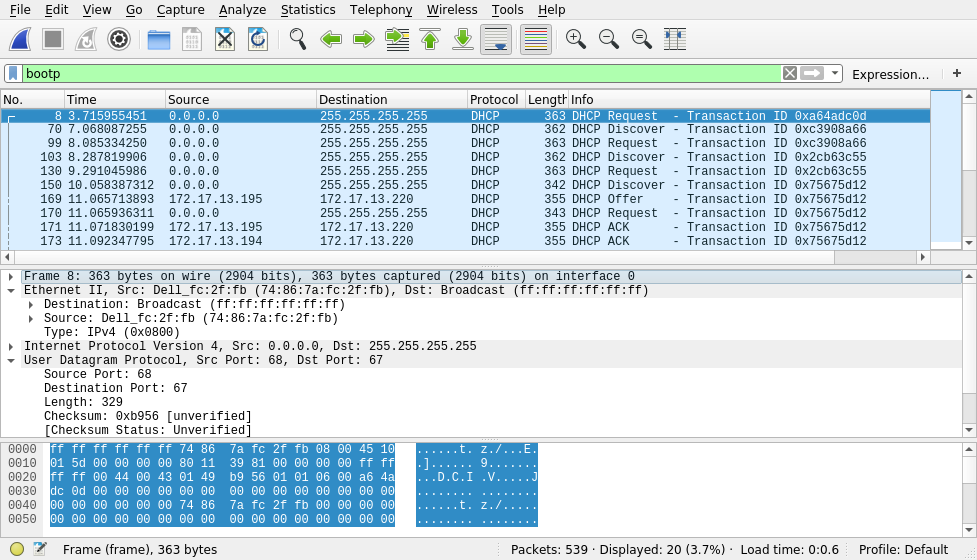 File Edit View Go Capture Analyze Statistics Telephony Wireless Tools Help
bootp Expression… +
No. Time Source Destination Protocol Length Info
8 3.715955451 0.0.0.0 255.255.255.255 DHCP 363 DHCP Request - Transaction ID 0xa64adc0d
70 7.068087255 0.0.0.0 255.255.255.255 DHCP 362 DHCP Discover - Transaction ID 0xc3908a66
99 8.085334250 0.0.0.0 255.255.255.255 DHCP 363 DHCP Request - Transaction ID 0xc3908a66
103 8.287819906 0.0.0.0 255.255.255.255 DHCP 362 DHCP Discover - Transaction ID 0x2cb63c55
130 9.291045986 0.0.0.0 255.255.255.255 DHCP 363 DHCP Request - Transaction ID 0x2cb63c55
150 10.058387312 0.0.0.0 255.255.255.255 DHCP 342 DHCP Discover - Transaction ID 0x75675d12
169 11.065713893 172.17.13.195 172.17.13.220 DHCP 355 DHCP Offer - Transaction ID 0x75675d12
170 11.065936311 0.0.0.0 255.255.255.255 DHCP 343 DHCP Request - Transaction ID 0x75675d12
171 11.071830199 172.17.13.195 172.17.13.220 DHCP 355 DHCP ACK - Transaction ID 0x75675d12
173 11.092347795 172.17.13.194 172.17.13.220 DHCP 355 DHCP ACK - Transaction ID 0x75675d12
Frame 8: 363 bytes on wire (2904 bits), 363 bytes captured (2904 bits) on interface 0
Ethernet II, Src: Dell_fc:2f:fb (74:86:7a:fc:2f:fb), Dst: Broadcast (ff:ff:ff:ff:ff:ff)
Destination: Broadcast (ff:ff:ff:ff:ff:ff)
Source: Dell_fc:2f:fb (74:86:7a:fc:2f:fb)
Type: IPv4 (0x0800)
Internet Protocol Version 4, Src: 0.0.0.0, Dst: 255.255.255.255
User Datagram Protocol, Src Port: 68, Dst Port: 67
Source Port: 68
Destination Port: 67
Length: 329
Checksum: 0xb956 [unverified]
[Checksum Status: Unverified]
0000 ff ff ff ff ff ff 74 86 7a fc 2f fb 08 00 45 10 ......t. z./...E.
0010 01 5d 00 00 00 00 80 11 39 81 00 00 00 00 ff ff .]...... 9.......
0020 ff ff 00 44 00 43 01 49 b9 56 01 01 06 00 a6 4a ...D.C.I .V.....J
0030 dc 0d 00 00 00 00 00 00 00 00 00 00 00 00 00 00 ........ ........
0040 00 00 00 00 00 00 74 86 7a fc 2f fb 00 00 00 00 ......t. z./.....
0050 00 00 00 00 00 00 00 00 00 00 00 00 00 00 00 00 ........ ........
Frame (frame), 363 bytes Packets: 539 · Displayed: 20 (3.7%) · Load time: 0:0.6 Profile: Default